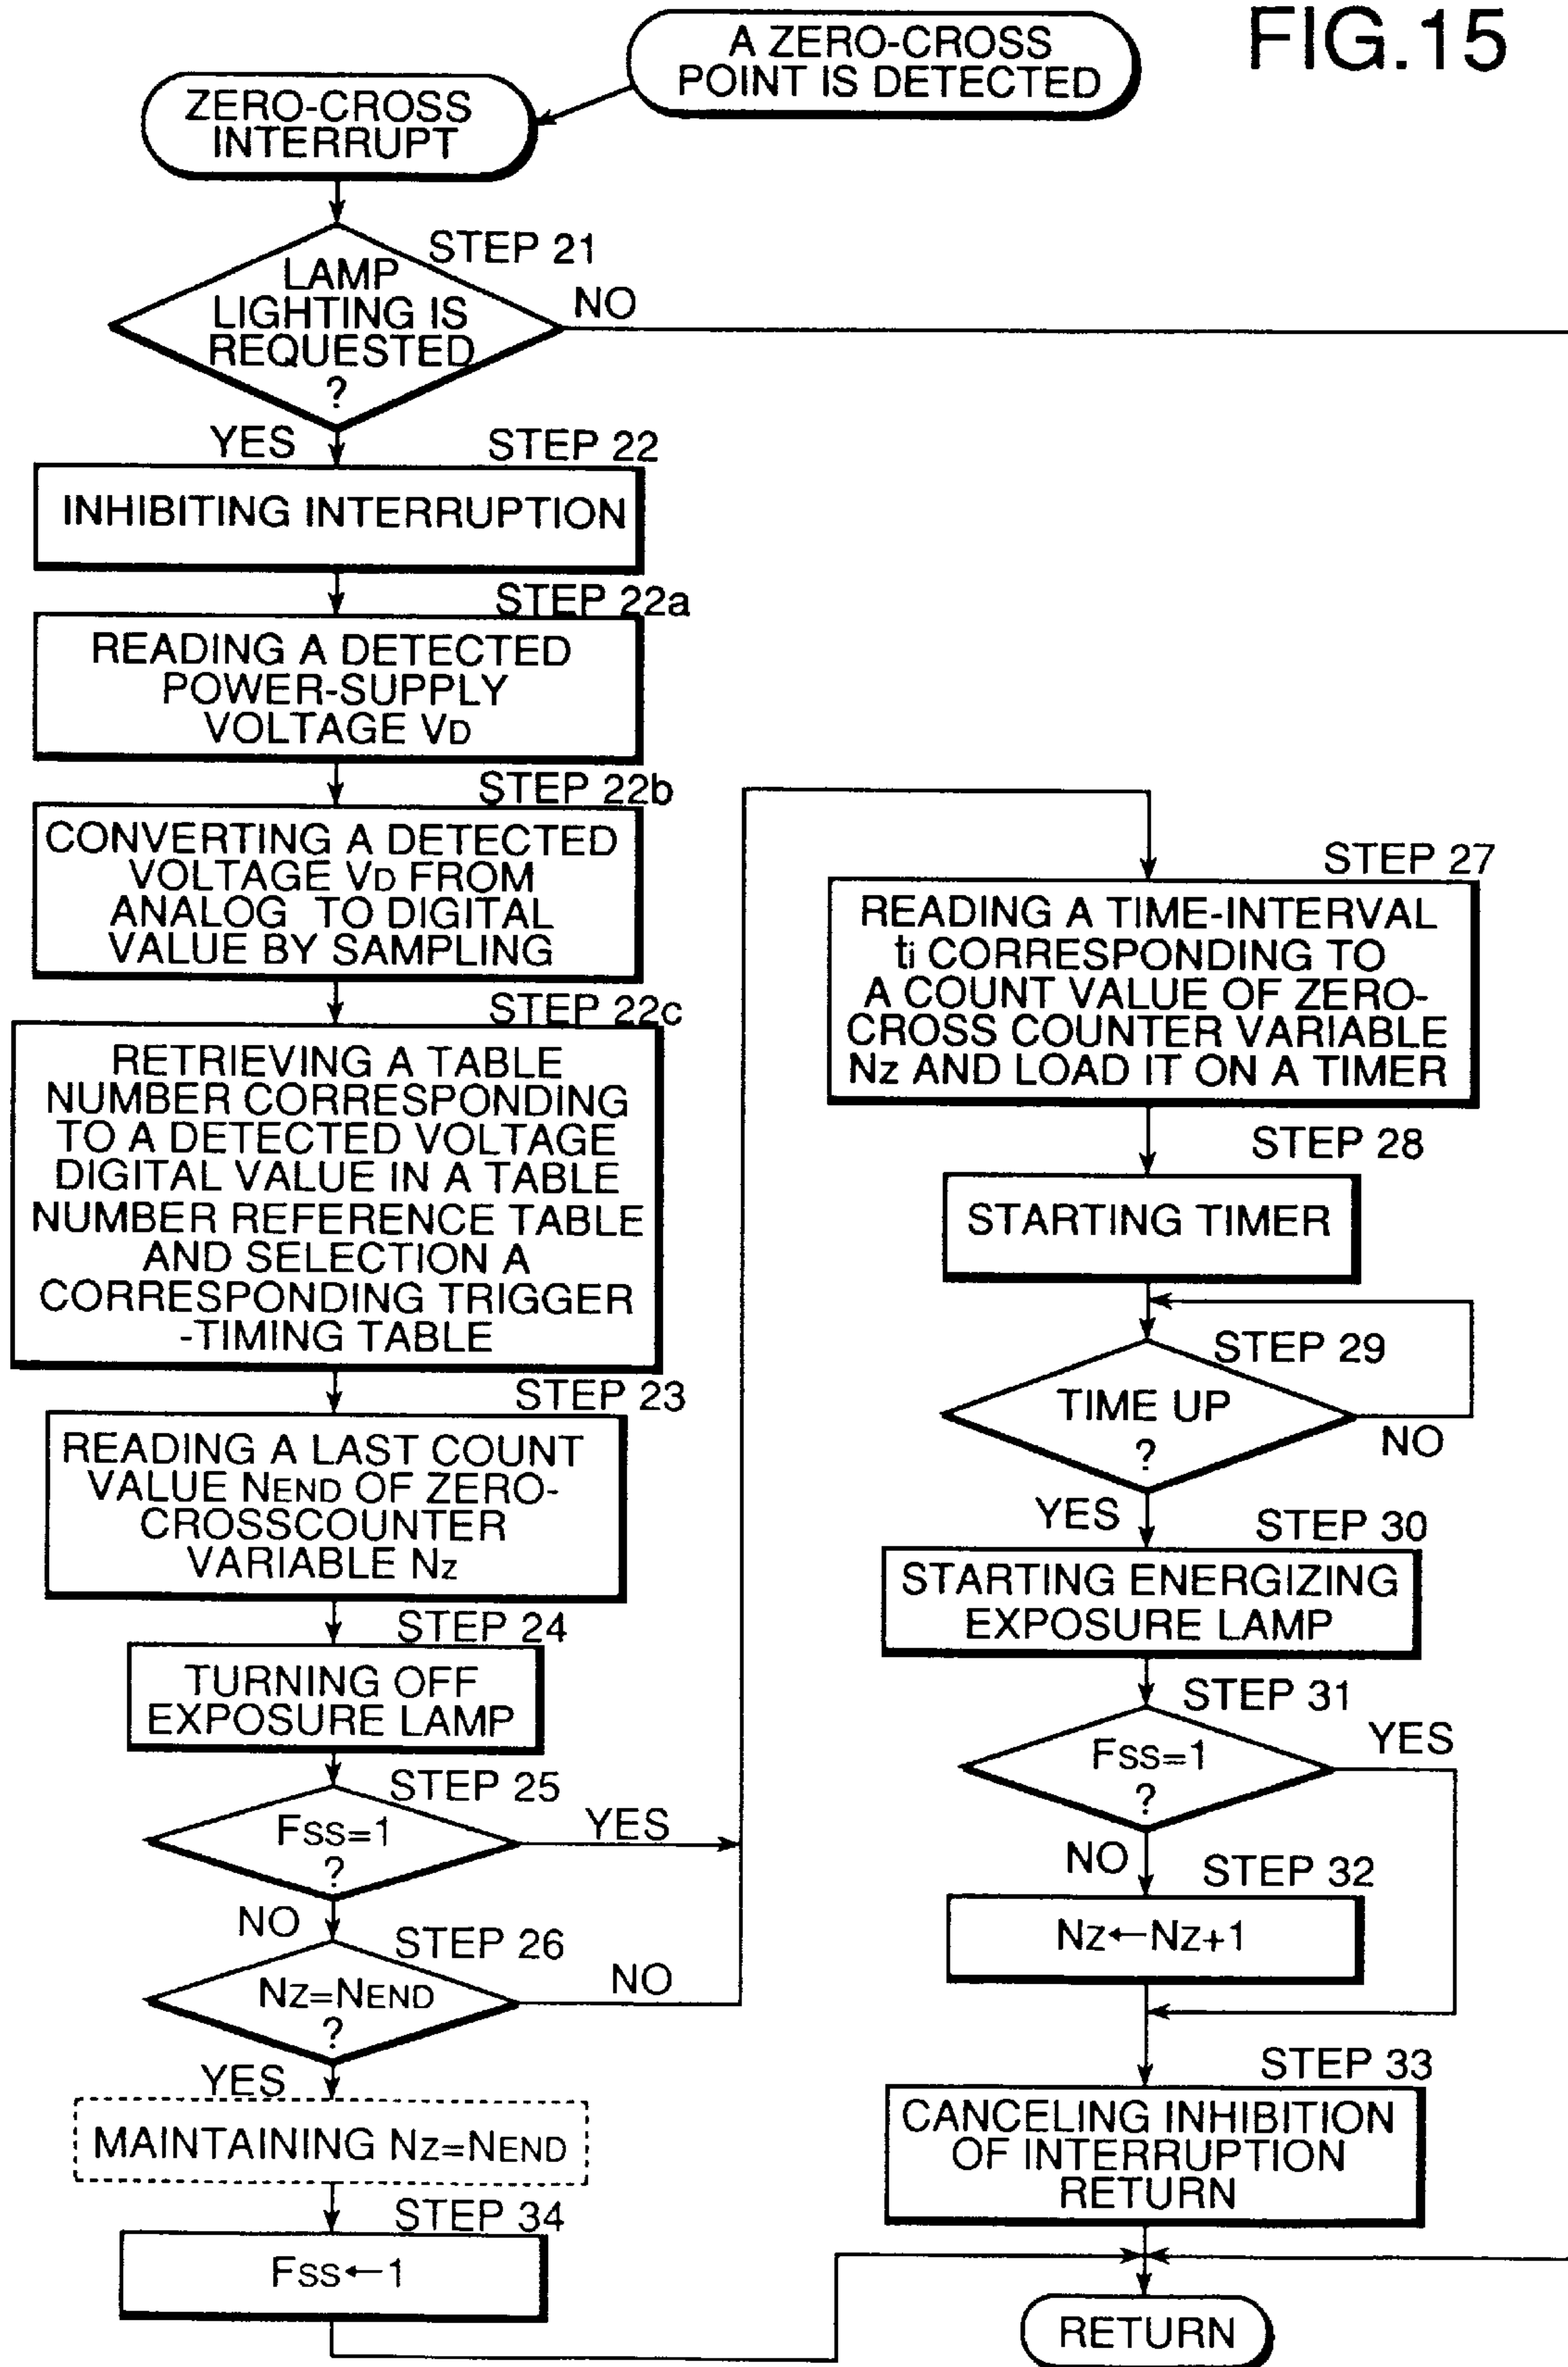 FIG.15
A ZERO-CROSS
POINT IS DETECTED
ZERO-CROSS
INTERRUPT
STEP 21
LAMP
LIGHTING IS
REQUESTED
?
NO
YES
STEP 22
INHIBITING INTERRUPTION
STEP 22a
READING A DETECTED
POWER-SUPPLY
VOLTAGE VD
STEP 22b
CONVERTING A DETECTED
VOLTAGE VD FROM
ANALOG TO DIGITAL
VALUE BY SAMPLING
STEP 22c
RETRIEVING A TABLE
NUMBER CORRESPONDING
TO A DETECTED VOLTAGE
DIGITAL VALUE IN A TABLE
NUMBER REFERENCE TABLE
AND SELECTION A
CORRESPONDING TRIGGER
-TIMING TABLE
STEP 23
READING A LAST COUNT
VALUE NEND OF ZERO-
CROSSCOUNTER
VARIABLE NZ
STEP 24
TURNING OFF
EXPOSURE LAMP
STEP 25
FSS=1
?
YES
NO
STEP 26
NZ=NEND
?
NO
YES
MAINTAINING NZ=NEND
STEP 34
FSS←1
STEP 27
READING A TIME-INTERVAL
ti CORRESPONDING TO
A COUNT VALUE OF ZERO-
CROSS COUNTER VARIABLE
NZ AND LOAD IT ON A TIMER
STEP 28
STARTING TIMER
STEP 29
TIME UP
?
NO
YES
STEP 30
STARTING ENERGIZING
EXPOSURE LAMP
STEP 31
FSS=1
?
YES
NO
STEP 32
NZ←NZ+1
STEP 33
CANCELING INHIBITION
OF INTERRUPTION
RETURN
RETURN